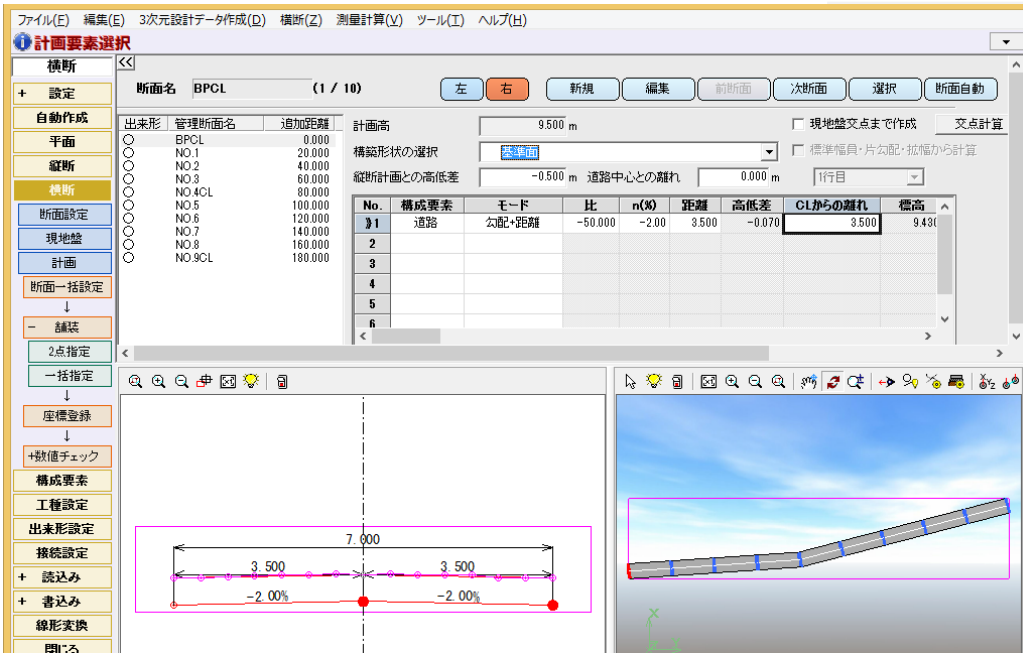 ファイル(F) 編集(E) 3次元設計データ作成(D) 横断(Z) 測量計算(V) ツール(T) ヘルプ(H)
計画要素選択
横断
+ 設定
自動作成
平面
縦断
横断
断面設定
現地盤
計画
断面一括設定
↓
- 舗装
2点指定
一括指定
↓
座標登録
↓
+数値チェック
構成要素
工種設定
出来形設定
接続設定
+ 読込み
+ 書込み
線形変換
閉じる
<<
断面名 BPCL (1 / 10) 左 右 新規 編集 前断面 次断面 選択 断面自動
出来形 管理断面名 追加距離
○ BPCL 0.000
○ NO.1 20.000
○ NO.2 40.000
○ NO.3 60.000
○ NO.4CL 80.000
○ NO.5 100.000
○ NO.6 120.000
○ NO.7 140.000
○ NO.8 160.000
○ NO.9CL 180.000
計画高 9.500 m 現地盤交点まで作成 交点計算
構築形状の選択 基準面 標準幅員・片勾配・拡幅から計算
縦断計画との高低差 -0.500 m 道路中心との離れ 0.000 m 1行目
No. 構成要素 モード 比 n(%) 距離 高低差 CLからの離れ 標高
1 道路 勾配+距離 -50.000 -2.00 3.500 -0.070 3.500 9.430
2
3
4
5
6
7.000
3.500 3.500
-2.00% -2.00%
X